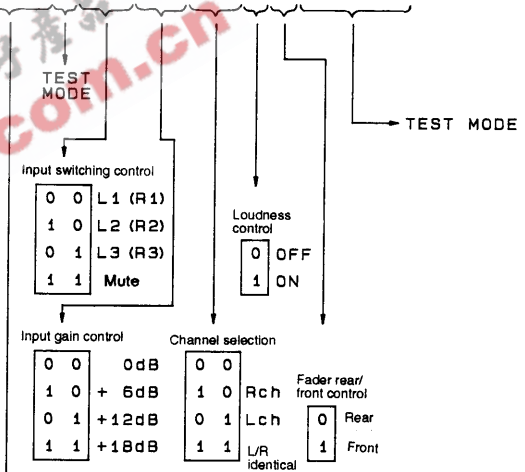 TEST
MODE
TEST MODE
Input switching control
0 0 L1 (R1)
1 0 L2 (R2)
0 1 L3 (R3)
1 1 Mute
Loudness
control
0 OFF
1 ON
Input gain control
0 0 0dB
1 0 + 6dB
0 1 +12dB
1 1 +18dB
Channel selection
0 0
1 0 Rch
0 1 Lch
1 1 L/R
identical
Fader rear/
front control
0 Rear
1 Front
com.cn